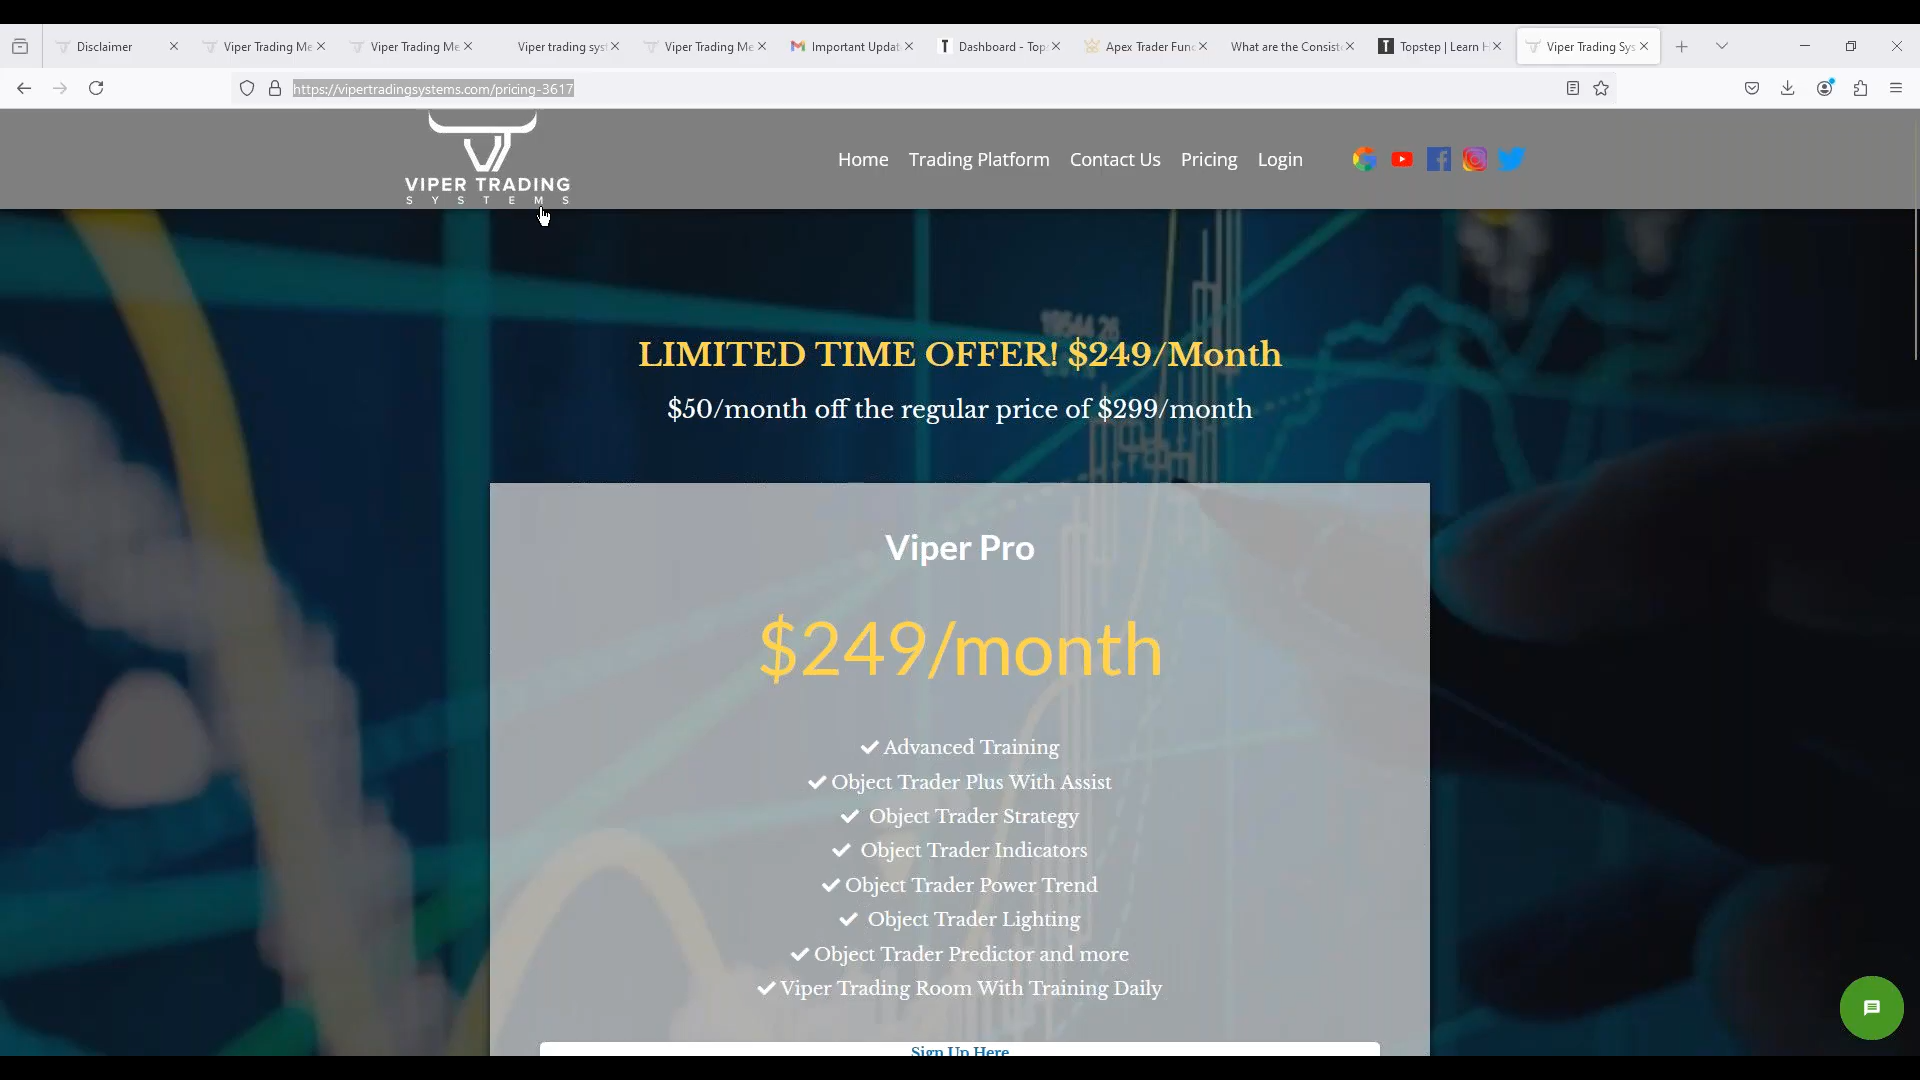 Disclaimer
Viper Trading Me
Viper Trading Me
Viper trading sys
Viper Trading Me
Important Updat
Dashboard - Top
Apex Trader Fun
What are the Consist
Topstep | Learn H
Viper Trading Sys
https://vipertradingsystems.com/pricing-3617
VIPER TRADING
SYSTEMS
Home
Trading Platform
Contact Us
Pricing
Login
19544.26
LIMITED TIME OFFER! $249/Month
$50/month off the regular price of $299/month
Viper Pro
$249/month
Advanced Training
Object Trader Plus With Assist
Object Trader Strategy
Object Trader Indicators
Object Trader Power Trend
Object Trader Lighting
Object Trader Predictor and more
Viper Trading Room With Training Daily
Sign Up Here